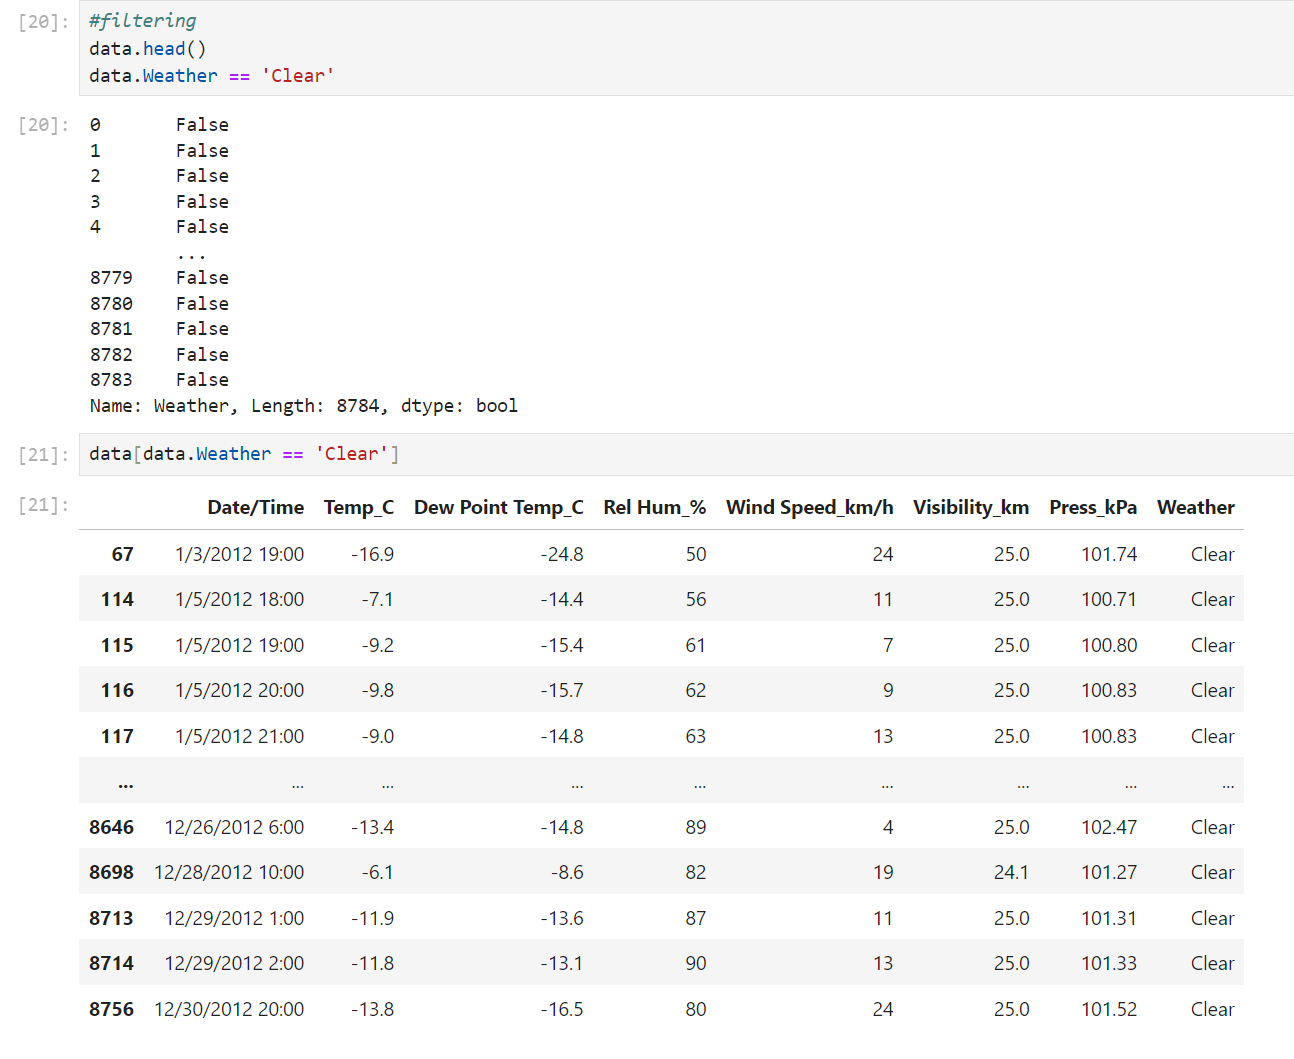 [20]: #filtering
data.head()
data.Weather == 'Clear'
[20]: 0 False
1 False
2 False
3 False
4 False
...
8779 False
8780 False
8781 False
8782 False
8783 False
Name: Weather, Length: 8784, dtype: bool
[21]: data[data.Weather == 'Clear']
[21]: Date/Time Temp_C Dew Point Temp_C Rel Hum_% Wind Speed_km/h Visibility_km Press_kPa Weather
67 1/3/2012 19:00 -16.9 -24.8 50 24 25.0 101.74 Clear
114 1/5/2012 18:00 -7.1 -14.4 56 11 25.0 100.71 Clear
115 1/5/2012 19:00 -9.2 -15.4 61 7 25.0 100.80 Clear
116 1/5/2012 20:00 -9.8 -15.7 62 9 25.0 100.83 Clear
117 1/5/2012 21:00 -9.0 -14.8 63 13 25.0 100.83 Clear
... ... ... ... ... ... ... ... ...
8646 12/26/2012 6:00 -13.4 -14.8 89 4 25.0 102.47 Clear
8698 12/28/2012 10:00 -6.1 -8.6 82 19 24.1 101.27 Clear
8713 12/29/2012 1:00 -11.9 -13.6 87 11 25.0 101.31 Clear
8714 12/29/2012 2:00 -11.8 -13.1 90 13 25.0 101.33 Clear
8756 12/30/2012 20:00 -13.8 -16.5 80 24 25.0 101.52 Clear